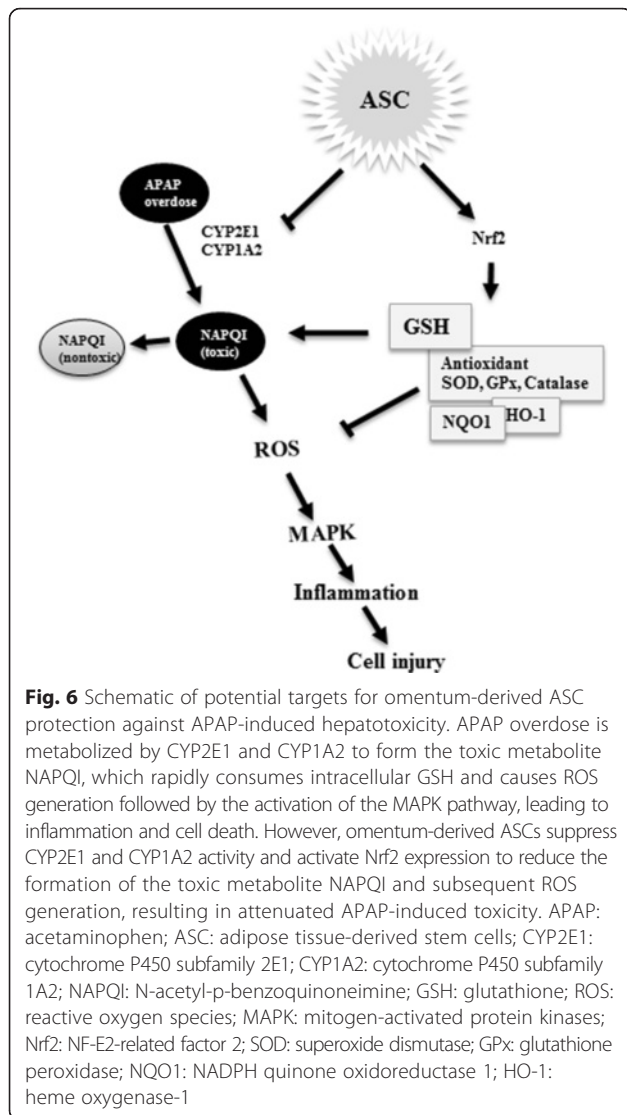 ASC
APAP
overdose
CYP2E1
CYP1A2
Nrf2
GSH
NAPQI
(nontoxic)
NAPQI
(toxic)
Antioxidant
SOD, GPx, Catalase
NQO1
HO-1
ROS
MAPK
Inflammation
Cell injury
Fig. 6 Schematic of potential targets for omentum-derived ASC
protection against APAP-induced hepatotoxicity. APAP overdose is
metabolized by CYP2E1 and CYP1A2 to form the toxic metabolite
NAPQI, which rapidly consumes intracellular GSH and causes ROS
generation followed by the activation of the MAPK pathway, leading to
inflammation and cell death. However, omentum-derived ASCs suppress
CYP2E1 and CYP1A2 activity and activate Nrf2 expression to reduce the
formation of the toxic metabolite NAPQI and subsequent ROS
generation, resulting in attenuated APAP-induced toxicity. APAP:
acetaminophen; ASC: adipose tissue-derived stem cells; CYP2E1:
cytochrome P450 subfamily 2E1; CYP1A2: cytochrome P450 subfamily
1A2; NAPQI: N-acetyl-p-benzoquinoneimine; GSH: glutathione; ROS:
reactive oxygen species; MAPK: mitogen-activated protein kinases;
Nrf2: NF-E2-related factor 2; SOD: superoxide dismutase; GPx: glutathione
peroxidase; NQO1: NADPH quinone oxidoreductase 1; HO-1:
heme oxygenase-1